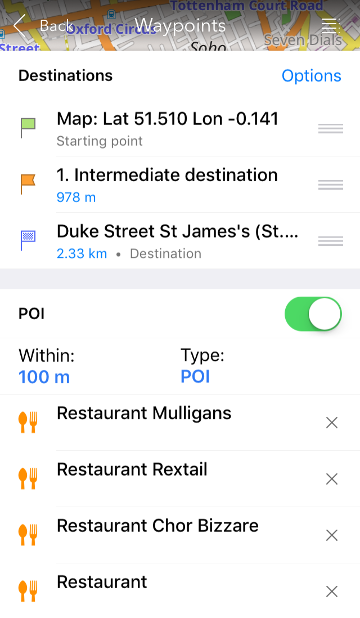 Tottenham Court Road
Back
Waypoints
Oxford Circus
Street
Soho
Seven Dials
Destinations
Options
Map: Lat 51.510 Lon -0.141
Starting point
1. Intermediate destination
978 m
Duke Street St James's (St....
2.33 km • Destination
POI
Within:
Type:
100 m
POI
Restaurant Mulligans
Restaurant Rextail
Restaurant Chor Bizzare
Restaurant